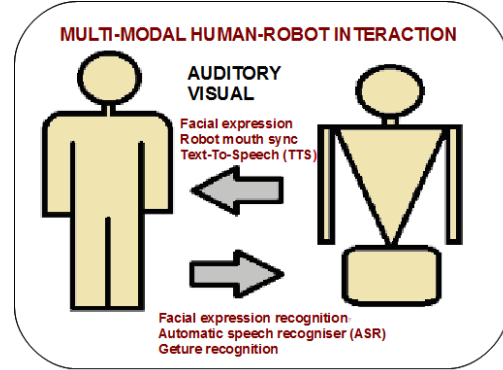 MULTI-MODAL HUMAN-ROBOT INTERACTION
AUDITORY
VISUAL
Facial expression
Robot mouth sync
Text-To-Speech (TTS)
Facial expression recognition
Automatic speech recogniser (ASR)
Geture recognition